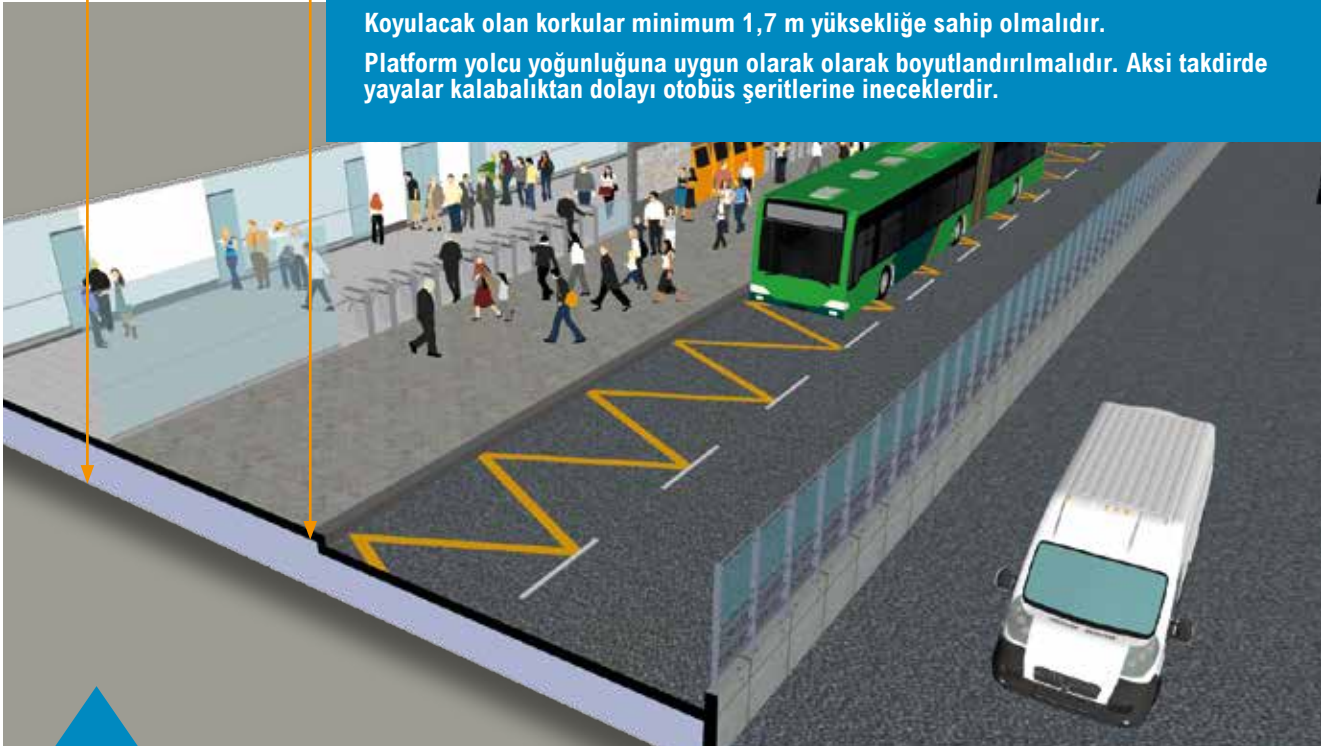 Koyulacak olan korkular minimum 1,7 m yüksekliğe sahip olmalıdır.
Platform yolcu yoğunluğuna uygun olarak olarak boyutlandırılmalıdır. Aksi takdirde
yayalar kalabalıktan dolayı otobüs şeritlerine ineceklerdir.